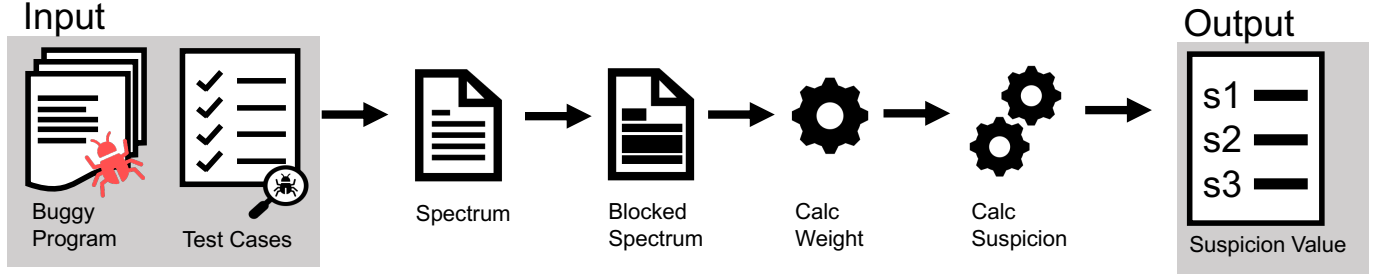 Input
Output
s1
s2
s3
Buggy
Program
Test Cases
Spectrum
Blocked
Spectrum
Calc
Weight
Calc
Suspicion
Suspicion Value